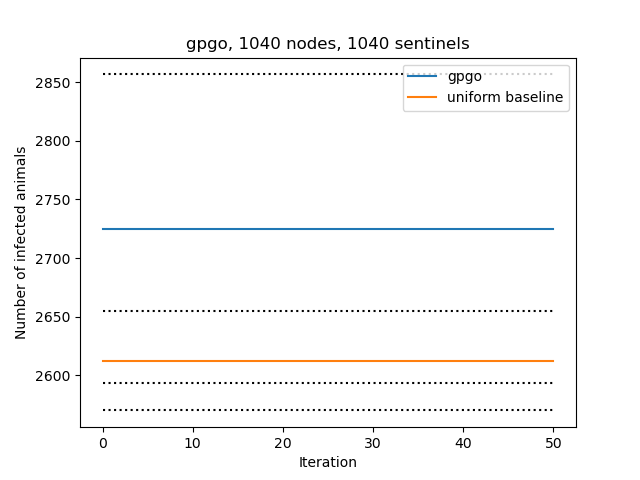 gpgo, 1040 nodes, 1040 sentinels
gpgo
uniform baseline
Number of infected animals
2850
2800
2750
2700
2650
2600
0 10 20 30 40 50
Iteration